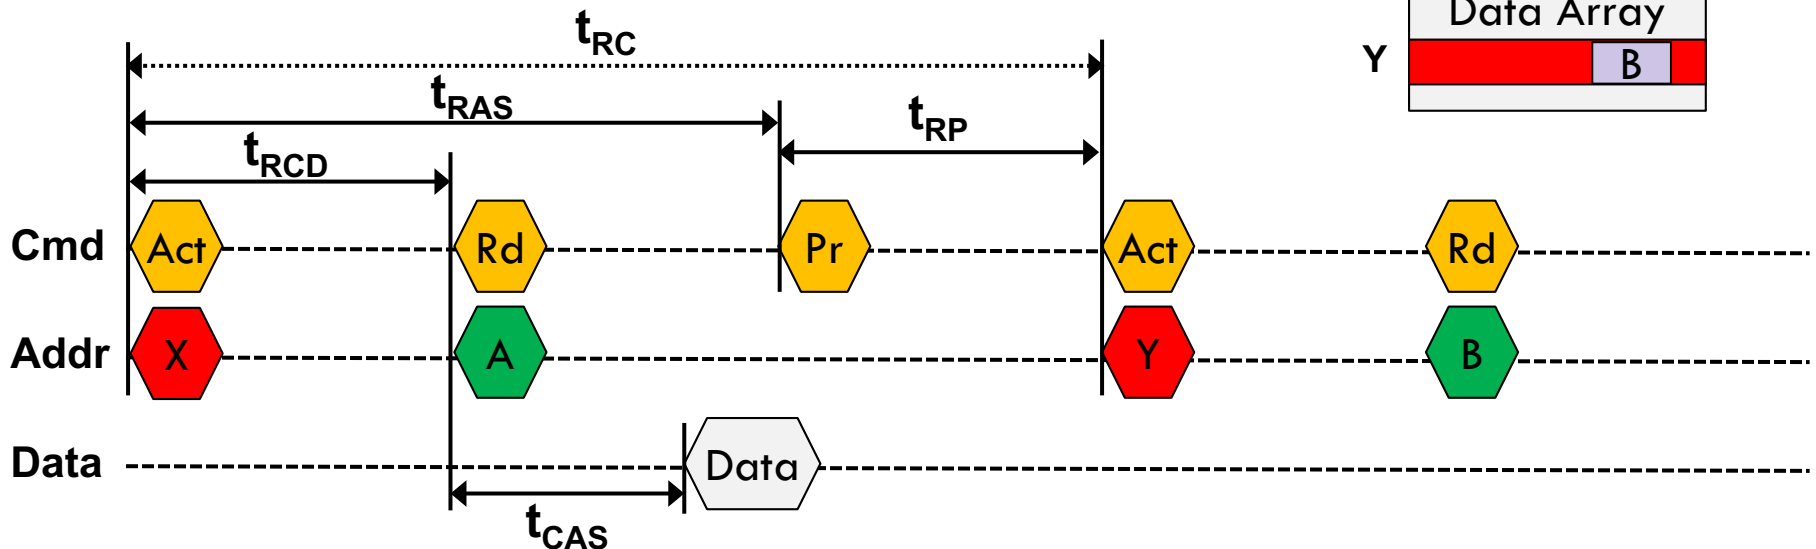 Data Array
Y B
tRC
tRAS
tRP
tRCD
Cmd Act Rd Pr Act Rd
Addr X A Y B
Data Data
tCAS